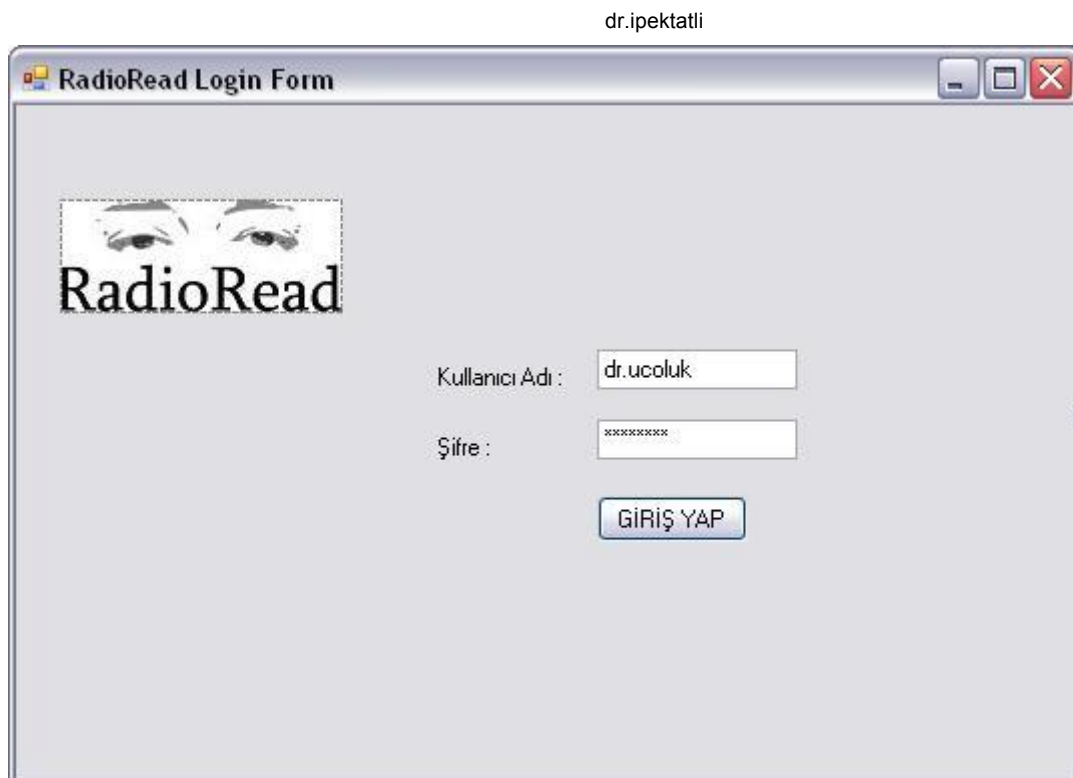 dr.ipektatli
RadioRead Login Form
RadioRead
Kullanıcı Adı :
dr.ucoluk
Şifre :
********
GİRİŞ YAP